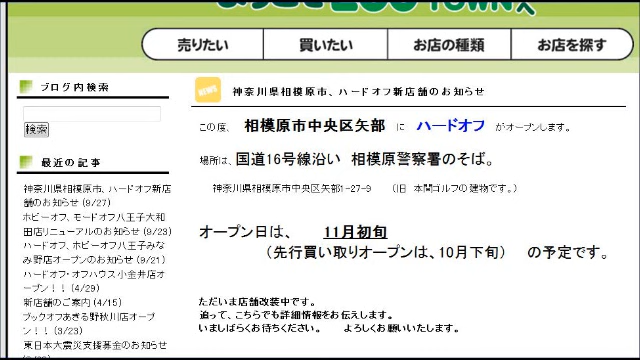 TOWNへ
売りたい
買いたい
お店の種類
お店を探す
ブログ内検索
検索
最近の記事
神奈川県相模原市、ハードオフ新店
舗のお知らせ (9/27)
ホビーオフ、モードオフ八王子大和
田店リニューアルのお知らせ (9/23)
ハードオフ、ホビーオフ八王子みな
み野店オープンのお知らせ (9/21)
ハードオフ・オフハウス小金井店オ
ープン！！ (4/29)
新店舗のご案内 (4/15)
ブックオフあきる野秋川店オープ
ン！！ (3/23)
東日本大震災支援募金のお知らせ
NEWS
神奈川県相模原市、ハードオフ新店舗のお知らせ
この度、 相模原市中央区矢部 に ハードオフ がオープンします。
場所は、国道16号線沿い 相模原警察署のそば。
神奈川県相模原市中央区矢部1-27-9 （旧 本間ゴルフの建物です。）
オープン日は、 11月初旬
（先行買い取りオープンは、10月下旬） の予定です。
ただいま店舗改装中です。
追って、こちらでも詳細情報をお伝えします。
いましばらくお待ちください。 よろしくお願いいたします。